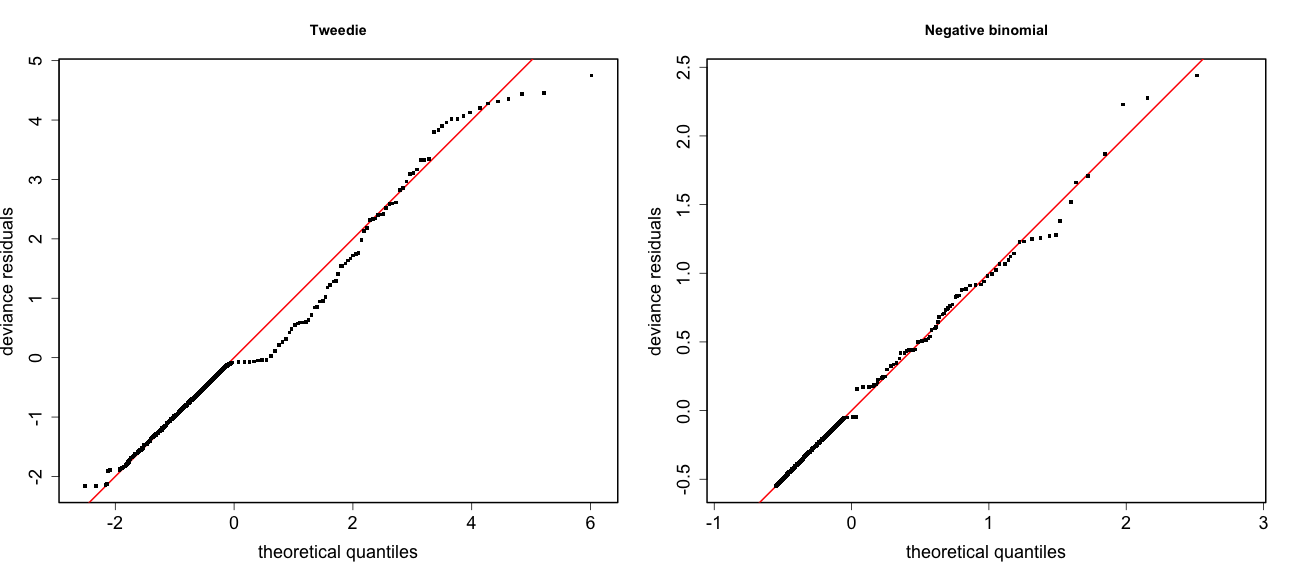 Tweedie
deviance residuals
5
4
3
2
1
0
-1
-2
-2 0 2 4 6
theoretical quantiles
Negative binomial
deviance residuals
2.5
2.0
1.5
1.0
0.5
0.0
-0.5
-1 0 1 2 3
theoretical quantiles